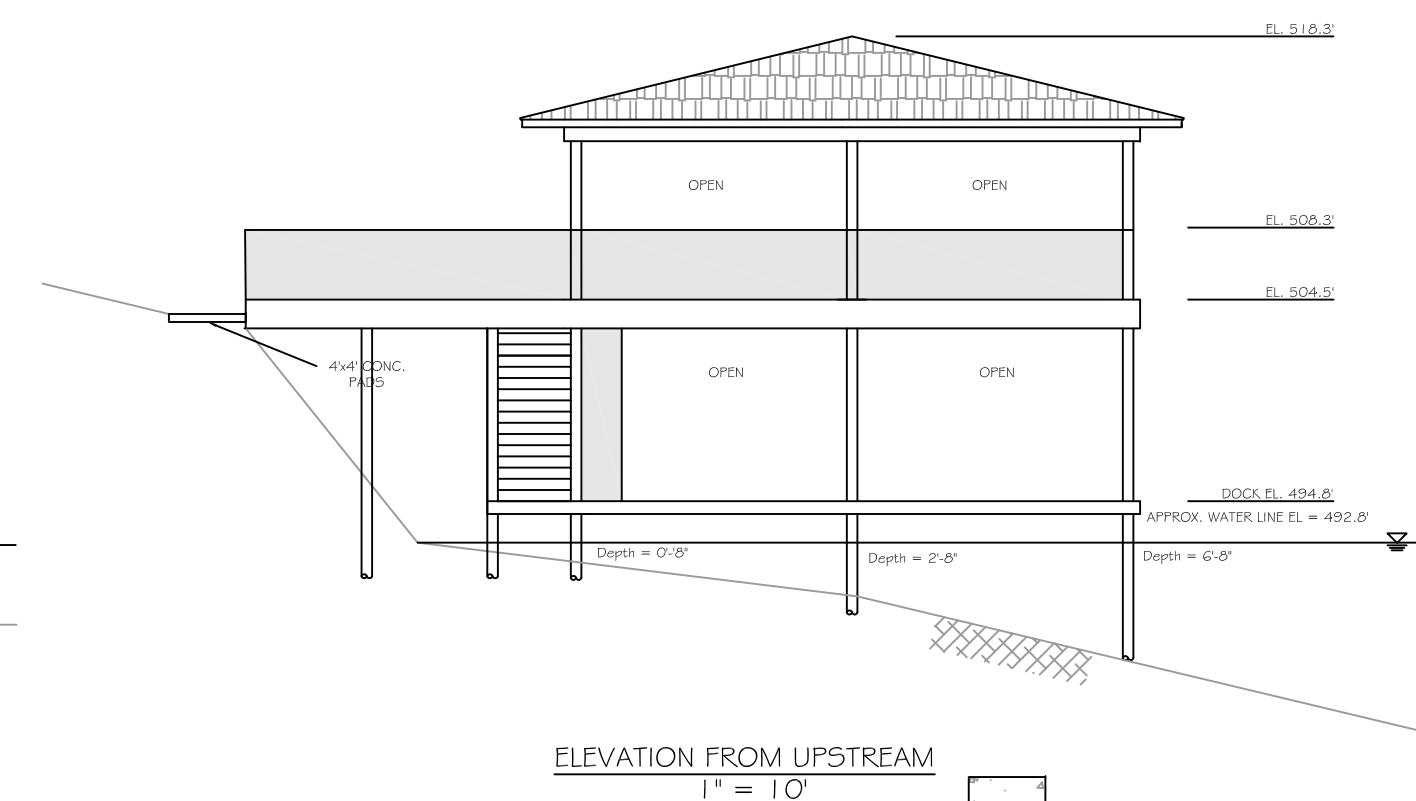 EL. 518.3'
OPEN OPEN
EL. 508.3'
EL. 504.5'
4'x4' CONC.
PADS
OPEN OPEN
DOCK EL. 494.8'
APPROX. WATER LINE EL = 492.8'
Depth = 0'-'8"
Depth = 2'-8"
Depth = 6'-8"
ELEVATION FROM UPSTREAM
1" = 10'